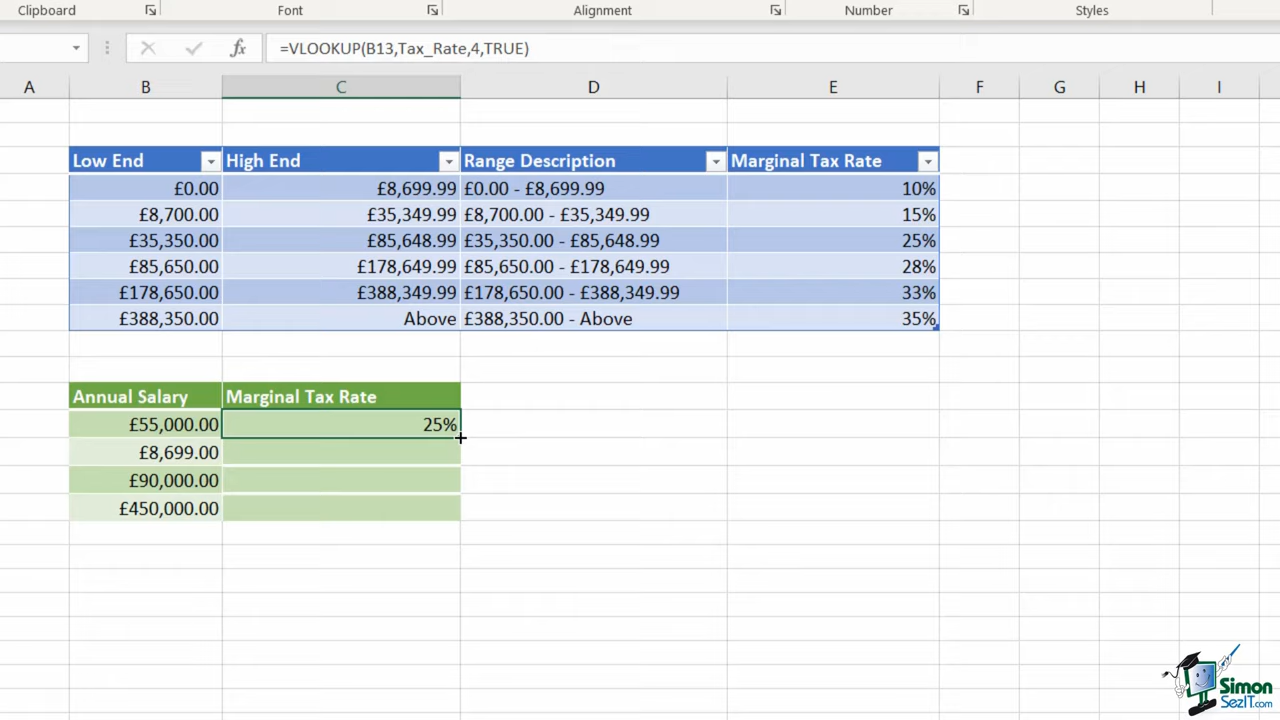 Clipboard Font Alignment Number Styles
fx =VLOOKUP(B13,Tax_Rate,4,TRUE)
A B C D E F G H I
Low End High End Range Description Marginal Tax Rate
£0.00 £8,699.99 £0.00 - £8,699.99 10%
£8,700.00 £35,349.99 £8,700.00 - £35,349.99 15%
£35,350.00 £85,648.99 £35,350.00 - £85,648.99 25%
£85,650.00 £178,649.99 £85,650.00 - £178,649.99 28%
£178,650.00 £388,349.99 £178,650.00 - £388,349.99 33%
£388,350.00 Above £388,350.00 - Above 35%
Annual Salary Marginal Tax Rate
£55,000.00 25%
£8,699.00
£90,000.00
£450,000.00
Simon
SezIT.com